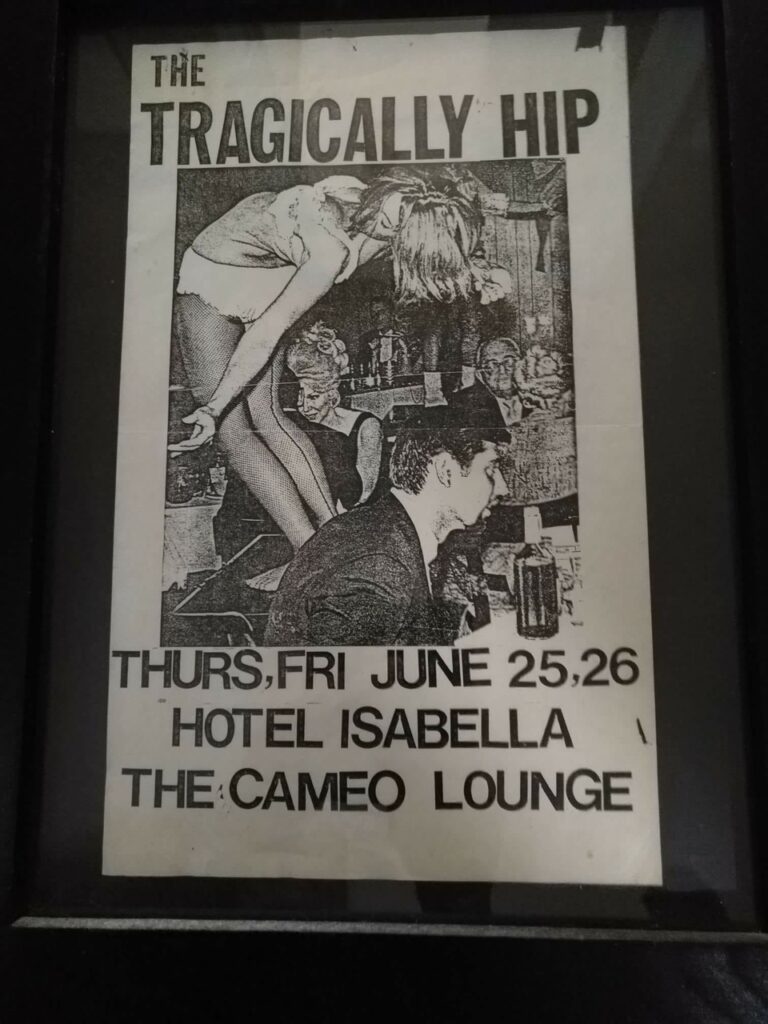 THE
TRAGICALLY HIP
THURS,FRI JUNE 25,26
HOTEL ISABELLA
THE CAMEO LOUNGE